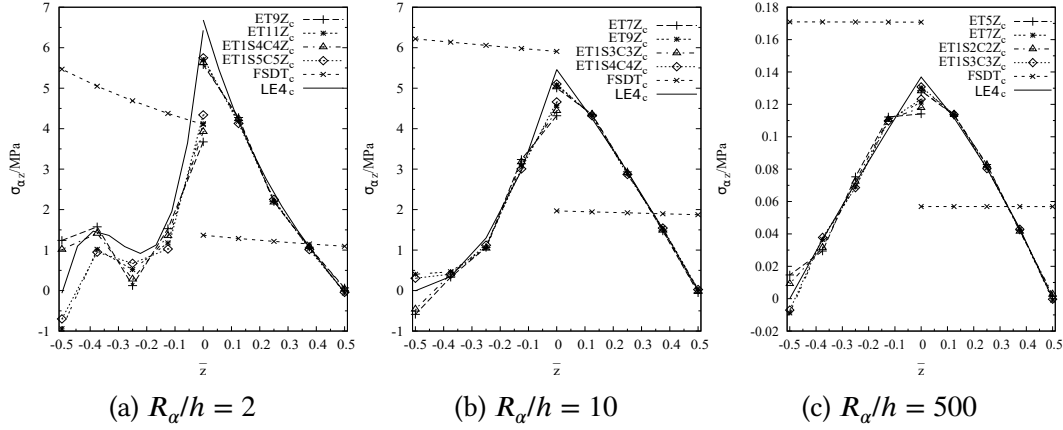 ET9Zc
ET11Zc
ET1S4C4Zc
ET1S5C5Zc
FSDTc
LE4c
7
6
5
4
3
2
1
0
-1
σαz/MPa
-0.5 -0.4 -0.3 -0.2 -0.1 0 0.1 0.2 0.3 0.4 0.5
z̅
(a) Rα/h = 2
ET7Zc
ET9Zc
ET1S3C3Zc
ET1S4C4Zc
FSDTc
LE4c
7
6
5
4
3
2
1
0
-1
σαz/MPa
-0.5 -0.4 -0.3 -0.2 -0.1 0 0.1 0.2 0.3 0.4 0.5
z̅
(b) Rα/h = 10
ET5Zc
ET7Zc
ET1S2C2Zc
ET1S3C3Zc
FSDTc
LE4c
0.18
0.16
0.14
0.12
0.1
0.08
0.06
0.04
0.02
0
-0.02
σαz/MPa
-0.5 -0.4 -0.3 -0.2 -0.1 0 0.1 0.2 0.3 0.4 0.5
z̅
(c) Rα/h = 500